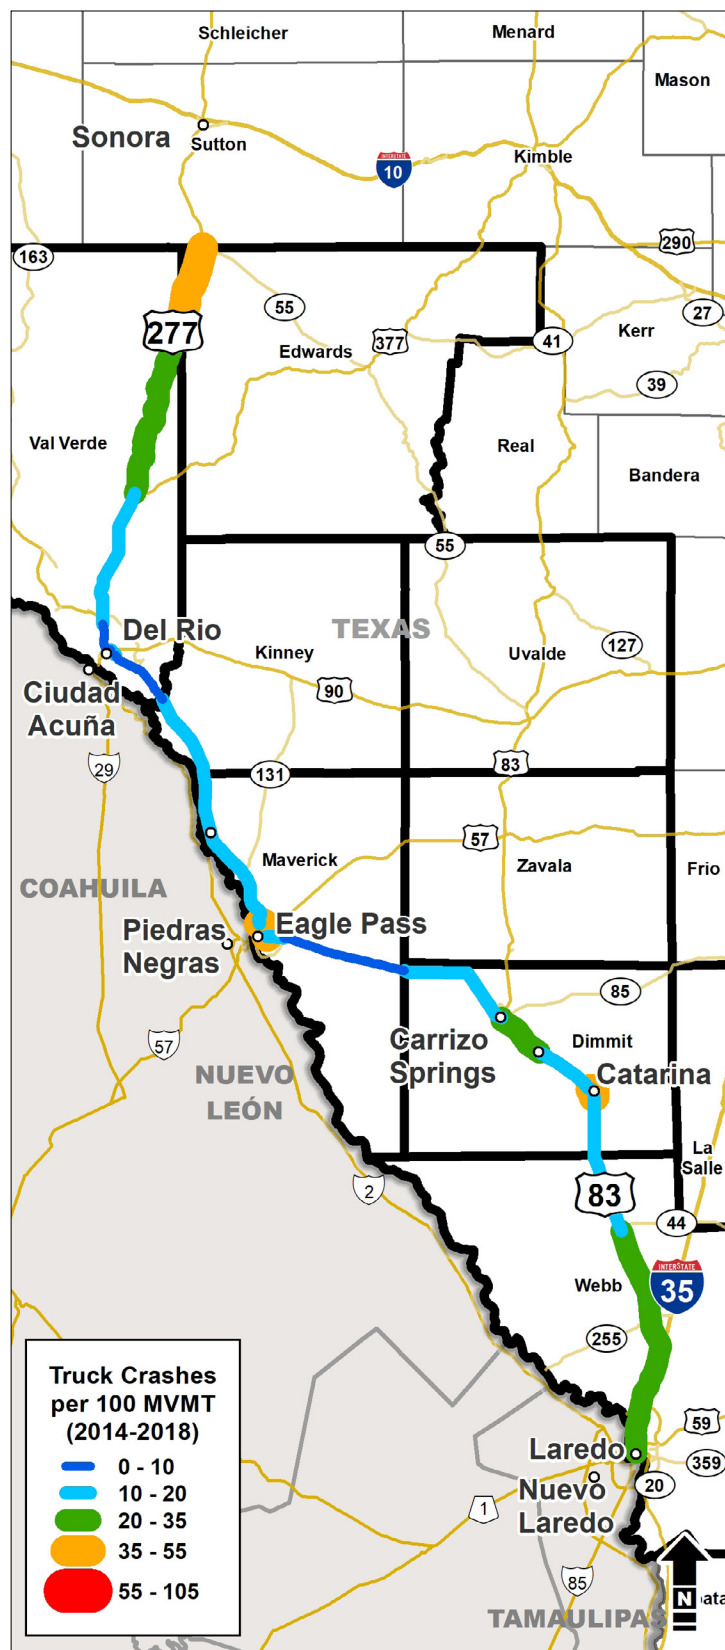 Schleicher
Menard
Mason
Sonora
Sutton
Kimble
INTERSTATE
10
163
290
277
55
27
Edwards
377
41
Kerr
39
Val Verde
Real
Bandera
55
Del Rio
TEXAS
127
Kinney
Uvalde
Ciudad
Acuña
90
29
131
83
57
Maverick
Zavala
Frio
COAHUILA
Eagle Pass
Piedras
Negras
85
Carrizo
Springs
Dimmit
57
NUEVO
LEÓN
Catarina
La
Salle
2
83
44
INTERSTATE
35
Webb
255
Truck Crashes
per 100 MVMT
(2014-2018)
0 - 10
10 - 20
20 - 35
35 - 55
55 - 105
59
Laredo
359
20
Nuevo
Laredo
1
85
N
TAMAULIPAS